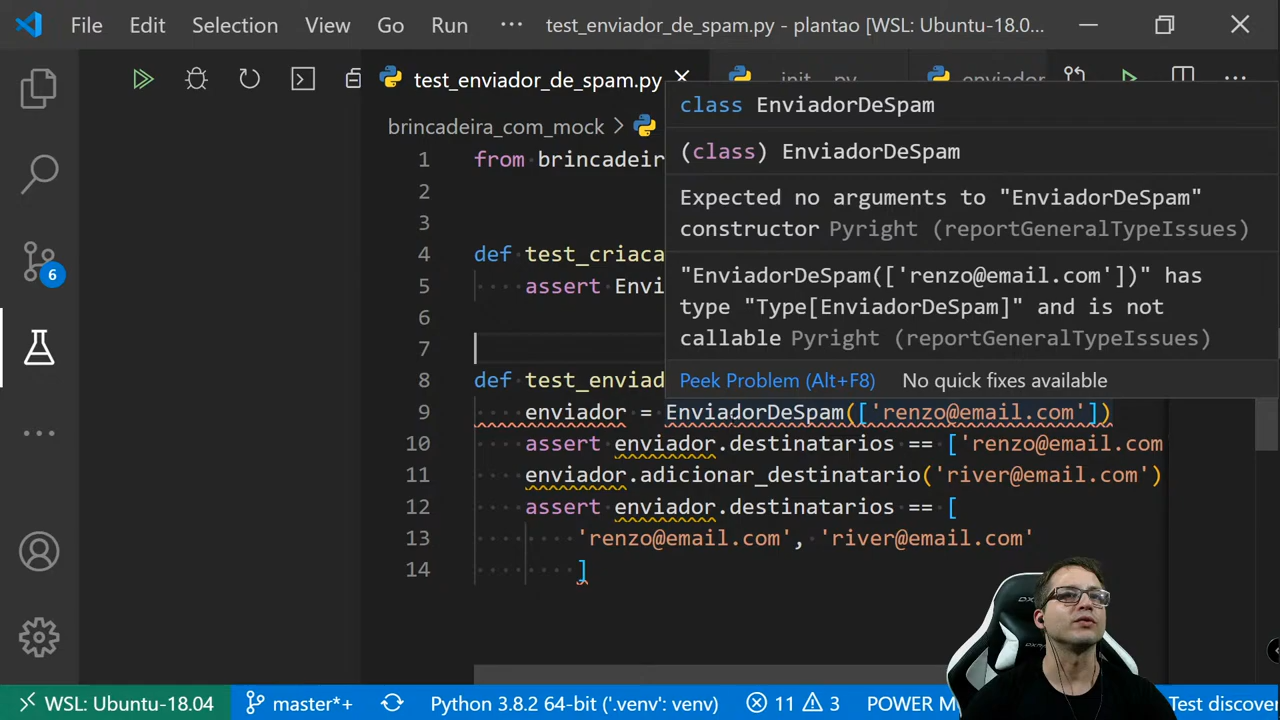 File Edit Selection View Go Run ··· test_enviador_de_spam.py - plantao [WSL: Ubuntu-18.0...
test_enviador_de_spam.py init .py enviador
brincadeira_com_mock >
1 from brincadeir
2
3
4 def test_criaca
5 assert Envi
6
7
8 def test_enviad
9 enviador = EnviadorDeSpam(['renzo@email.com'])
10 assert enviador.destinatarios == ['renzo@email.com
11 enviador.adicionar_destinatario('river@email.com')
12 assert enviador.destinatarios == [
13 'renzo@email.com', 'river@email.com'
14 ]
class EnviadorDeSpam
(class) EnviadorDeSpam
Expected no arguments to "EnviadorDeSpam"
constructor Pyright (reportGeneralTypeIssues)
"EnviadorDeSpam(['renzo@email.com'])" has
type "Type[EnviadorDeSpam]" and is not
callable Pyright (reportGeneralTypeIssues)
Peek Problem (Alt+F8) No quick fixes available
6
WSL: Ubuntu-18.04 master*+ Python 3.8.2 64-bit ('.venv': venv) 11 3 POWER M Test discover